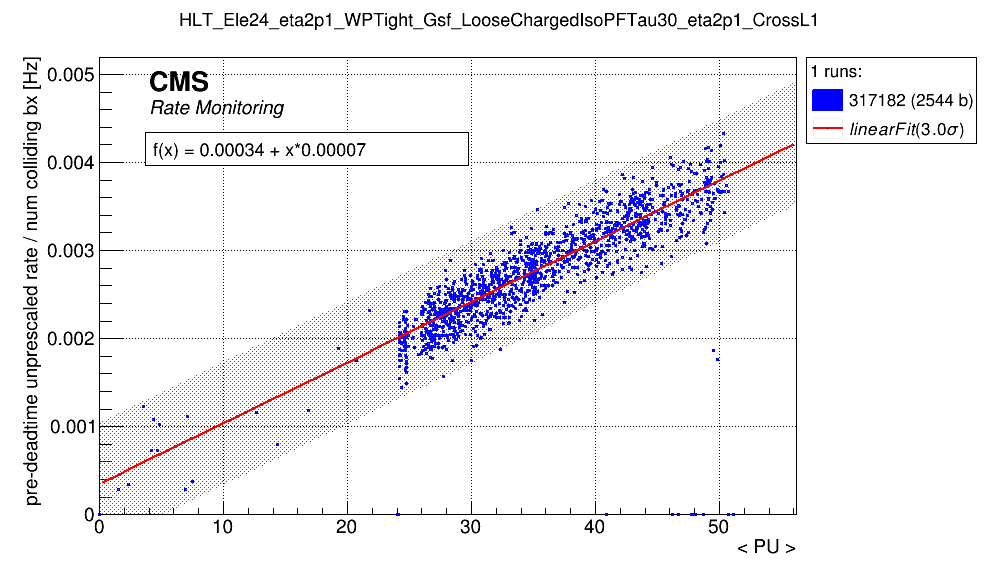 HLT_Ele24_eta2p1_WPTight_Gsf_LooseChargedIsoPFTau30_eta2p1_CrossL1
pre-deadtime unprescaled rate / num colliding bx [Hz]
CMS
Rate Monitoring
f(x) = 0.00034 + x*0.00007
0.005
0.004
0.003
0.002
0.001
0
0 10 20 30 40 50
< PU >
1 runs:
317182 (2544 b)
linearFit(3.0σ)